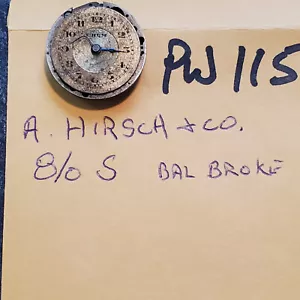 PW 115
A. HIRSCH & CO.
8/0 S BAL BROKE